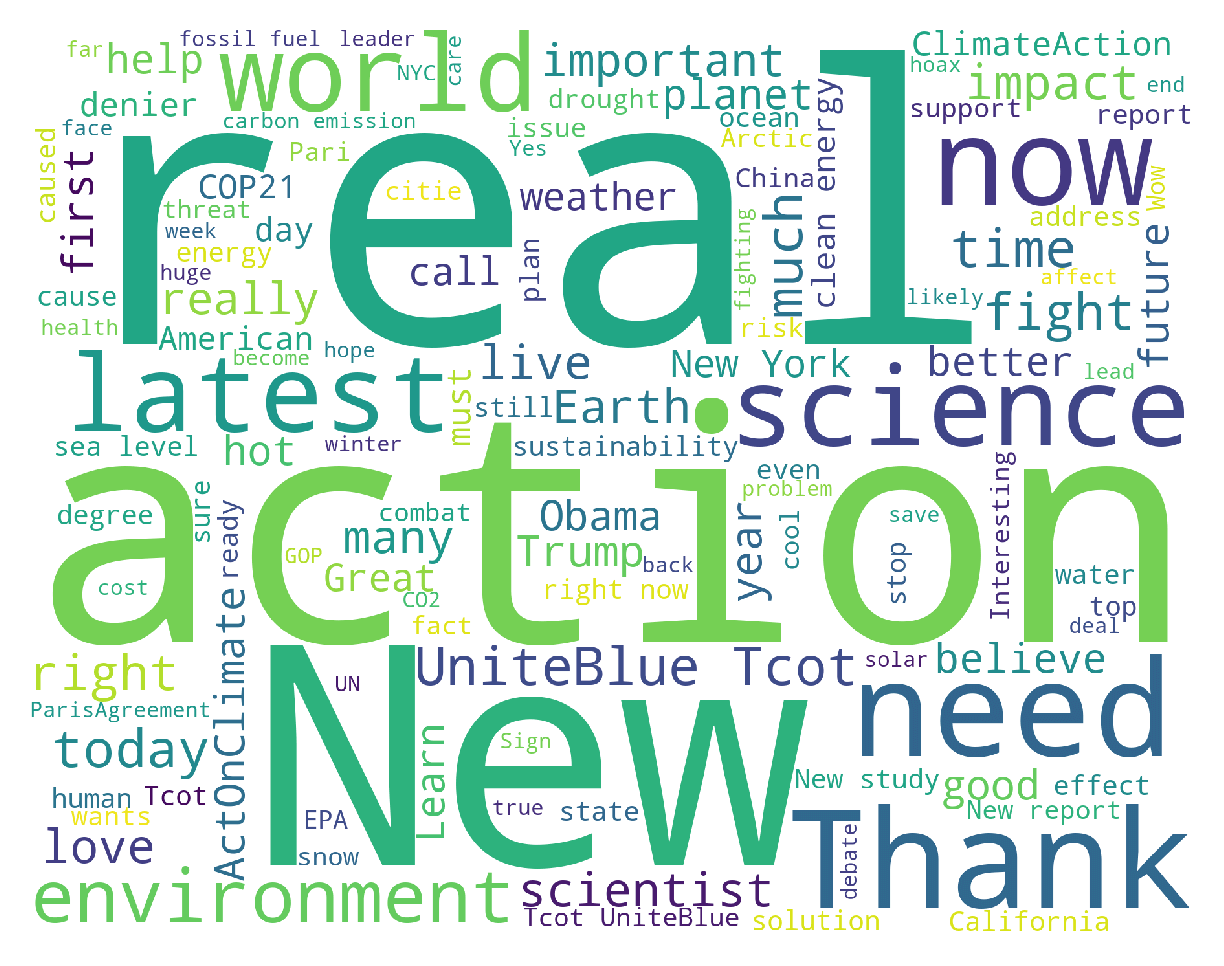 far
help
fossil fuel
leader
world
NYC
care
important
ClimateAction
hoax
impact
end
denier
carbon emission
drought
planet
ocean
support
report
face
caused
first
Pari
issue
Yes
Arctic
clean energy
real
now
Wow
COP21
threat
week
day
citie
weather
China
much
address
energy
huge
call
plan
fighting
time
future
affect
cause
really
likely
fight
health
American
become
hope
risk
live
New York
better
lead
latest
must
still
Earth
science
sea level
hot
winter
sustainability
even
problem
Interesting
action
degree
sure
ready
combat
many
Obama
year
cool
save
stop
GOP
Great
Trump
back
cost
CO2
right now
water
top
fact
deal
right
ActOnClimate
UN
UniteBlue Tcot
solar
believe
ParisAgreement
New
need
today
Learn
Sign
human
Tcot
wants
EPA
true
state
New study
good
effect
New report
love
snow
Thank
debate
environment
scientist
Tcot UniteBlue
solution
California